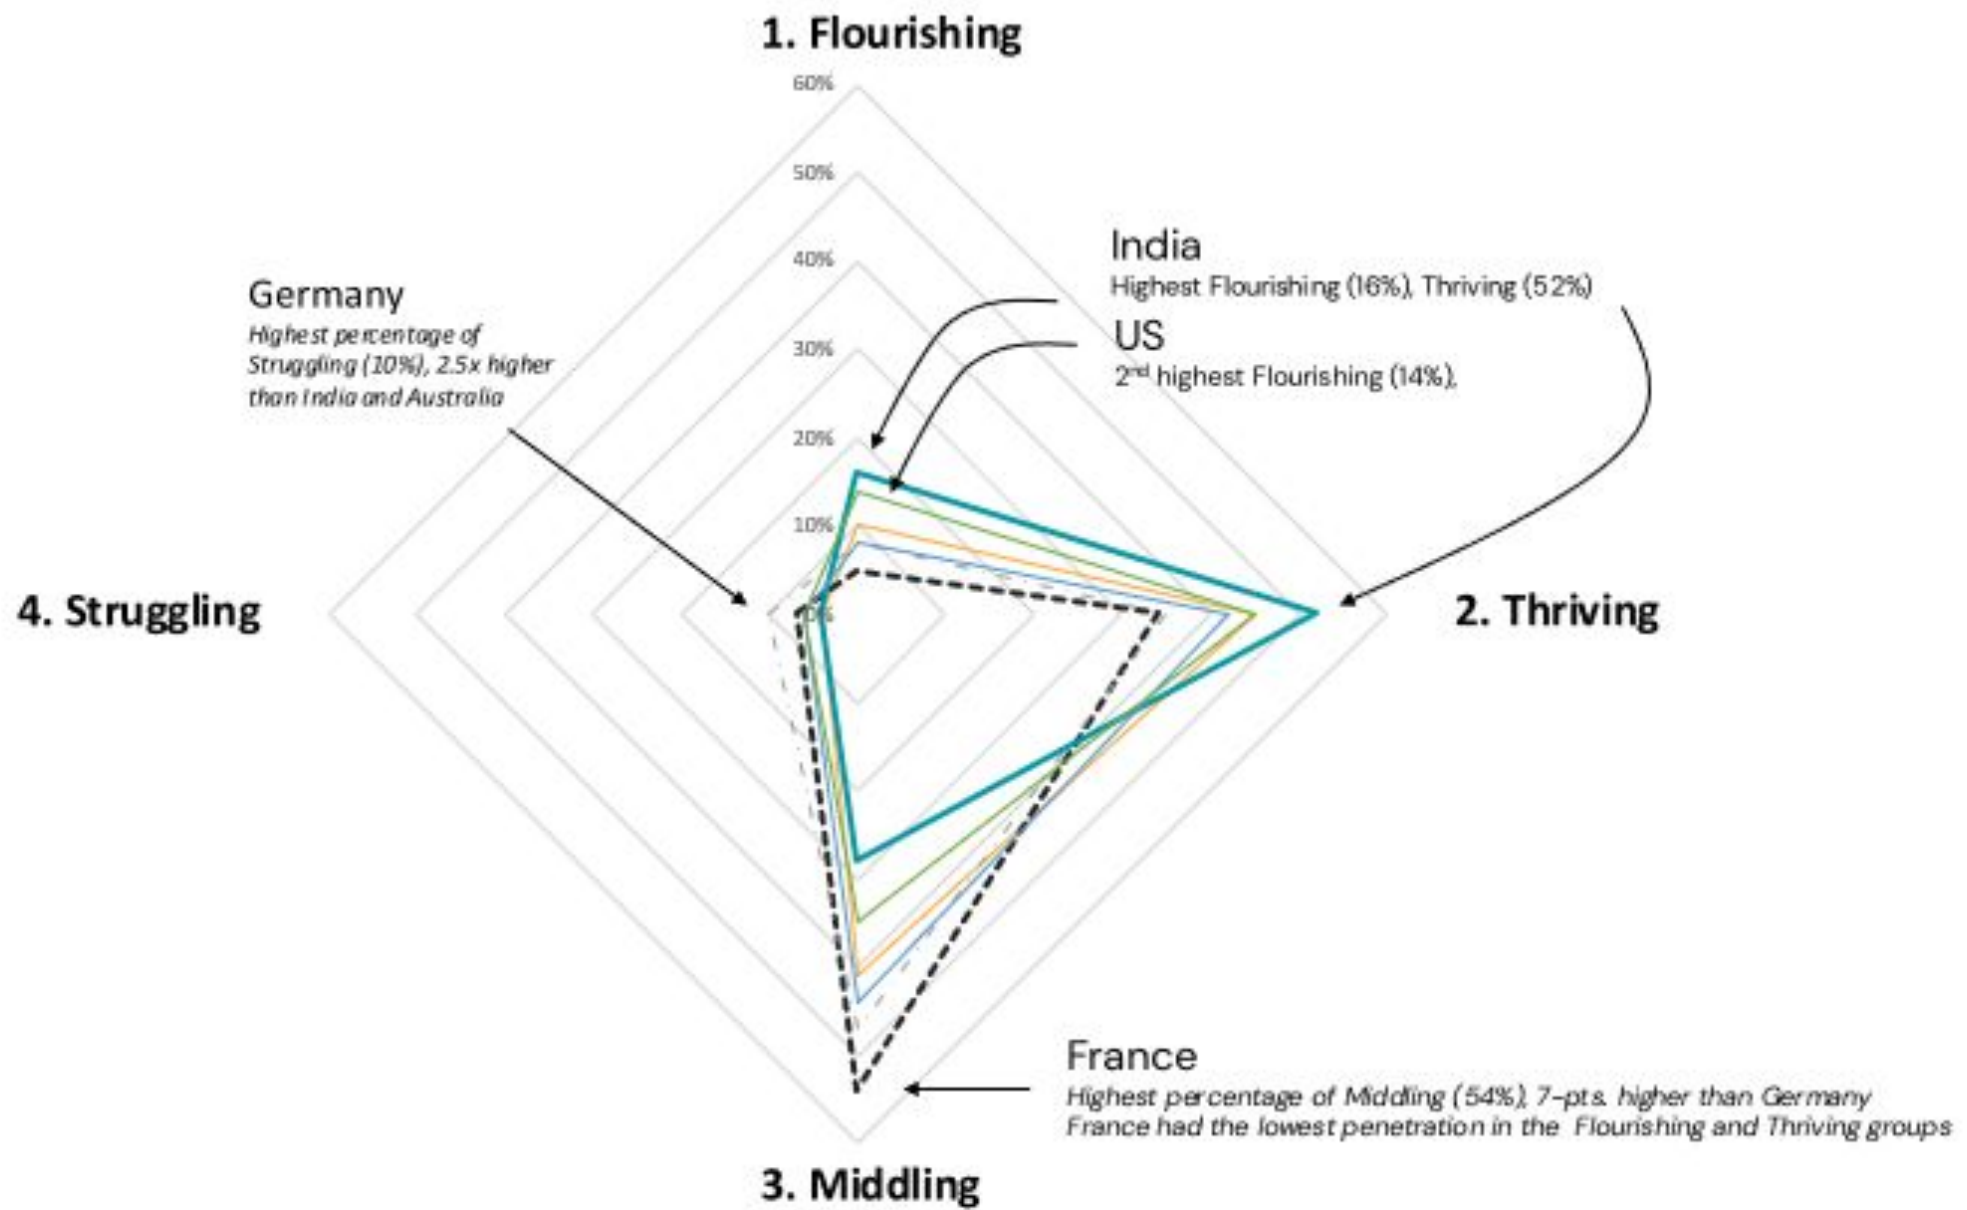 1. Flourishing
60%
50%
40%
30%
20%
10%
0%
India
Highest Flourishing (16%), Thriving (52%)
US
2nd highest Flourishing (14%),
Germany
Highest percentage of
Struggling (10%), 2.5x higher
than India and Australia
4. Struggling
2. Thriving
France
Highest percentage of Middling (54%), 7-pts. higher than Germany
France had the lowest penetration in the Flourishing and Thriving groups
3. Middling